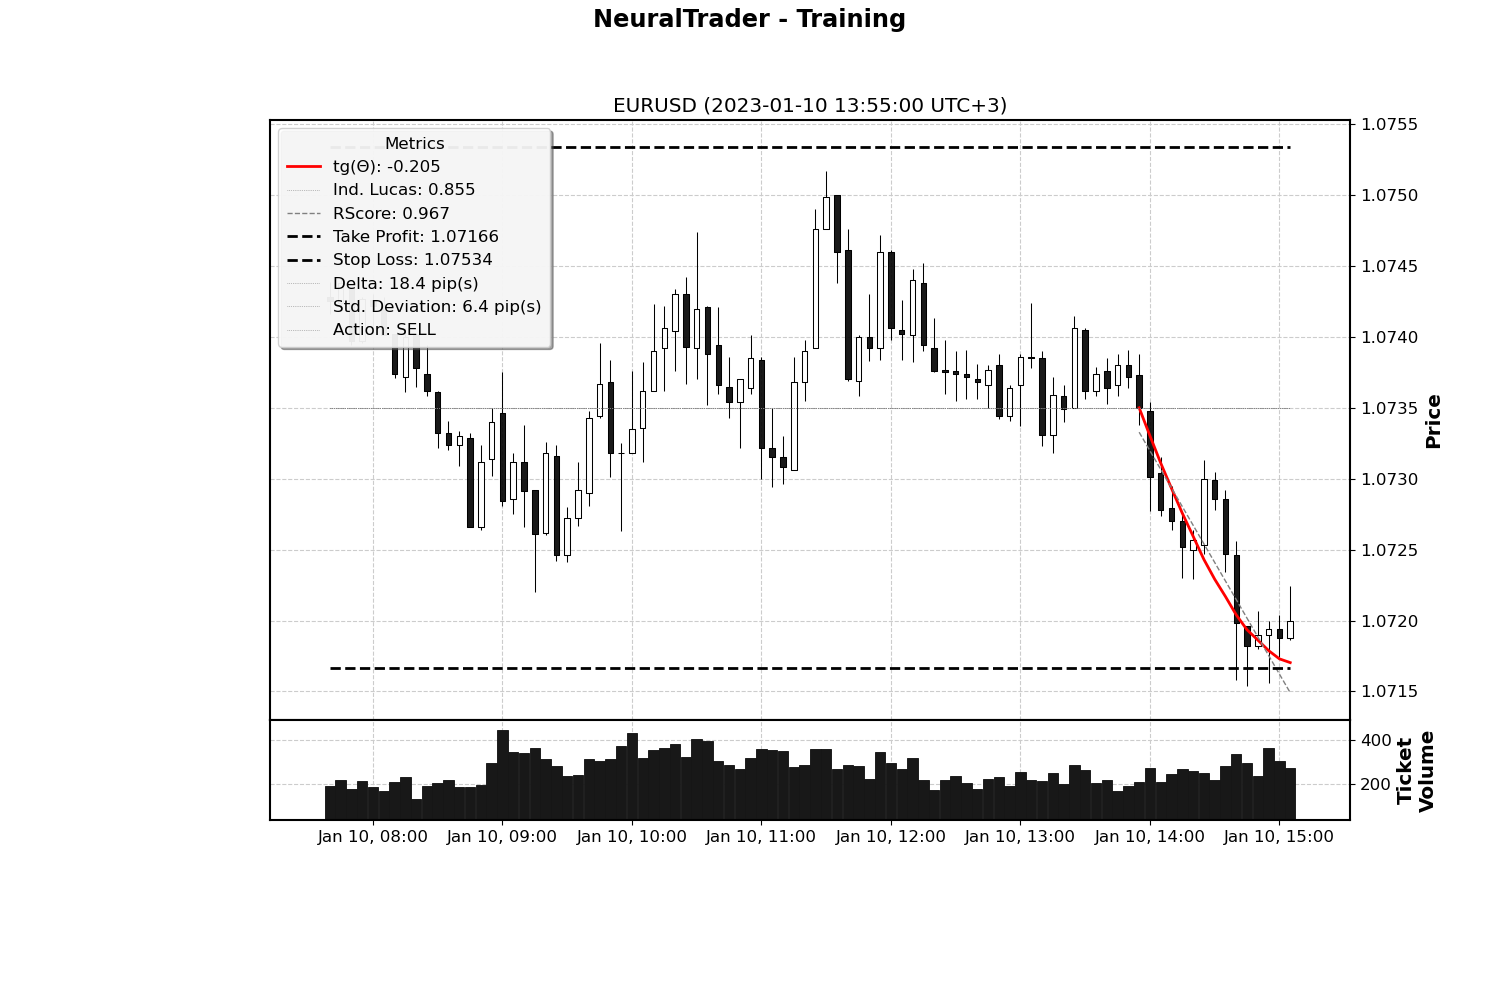 NeuralTrader - Training
EURUSD (2023-01-10 13:55:00 UTC+3)
Metrics
tg(Θ): -0.205
Ind. Lucas: 0.855
RScore: 0.967
Take Profit: 1.07166
Stop Loss: 1.07534
Delta: 18.4 pip(s)
Std. Deviation: 6.4 pip(s)
Action: SELL
1.0755
1.0750
1.0745
1.0740
1.0735
1.0730
1.0725
1.0720
1.0715
Price
400
200
Ticket
Volume
Jan 10, 08:00 Jan 10, 09:00 Jan 10, 10:00 Jan 10, 11:00 Jan 10, 12:00 Jan 10, 13:00 Jan 10, 14:00 Jan 10, 15:00